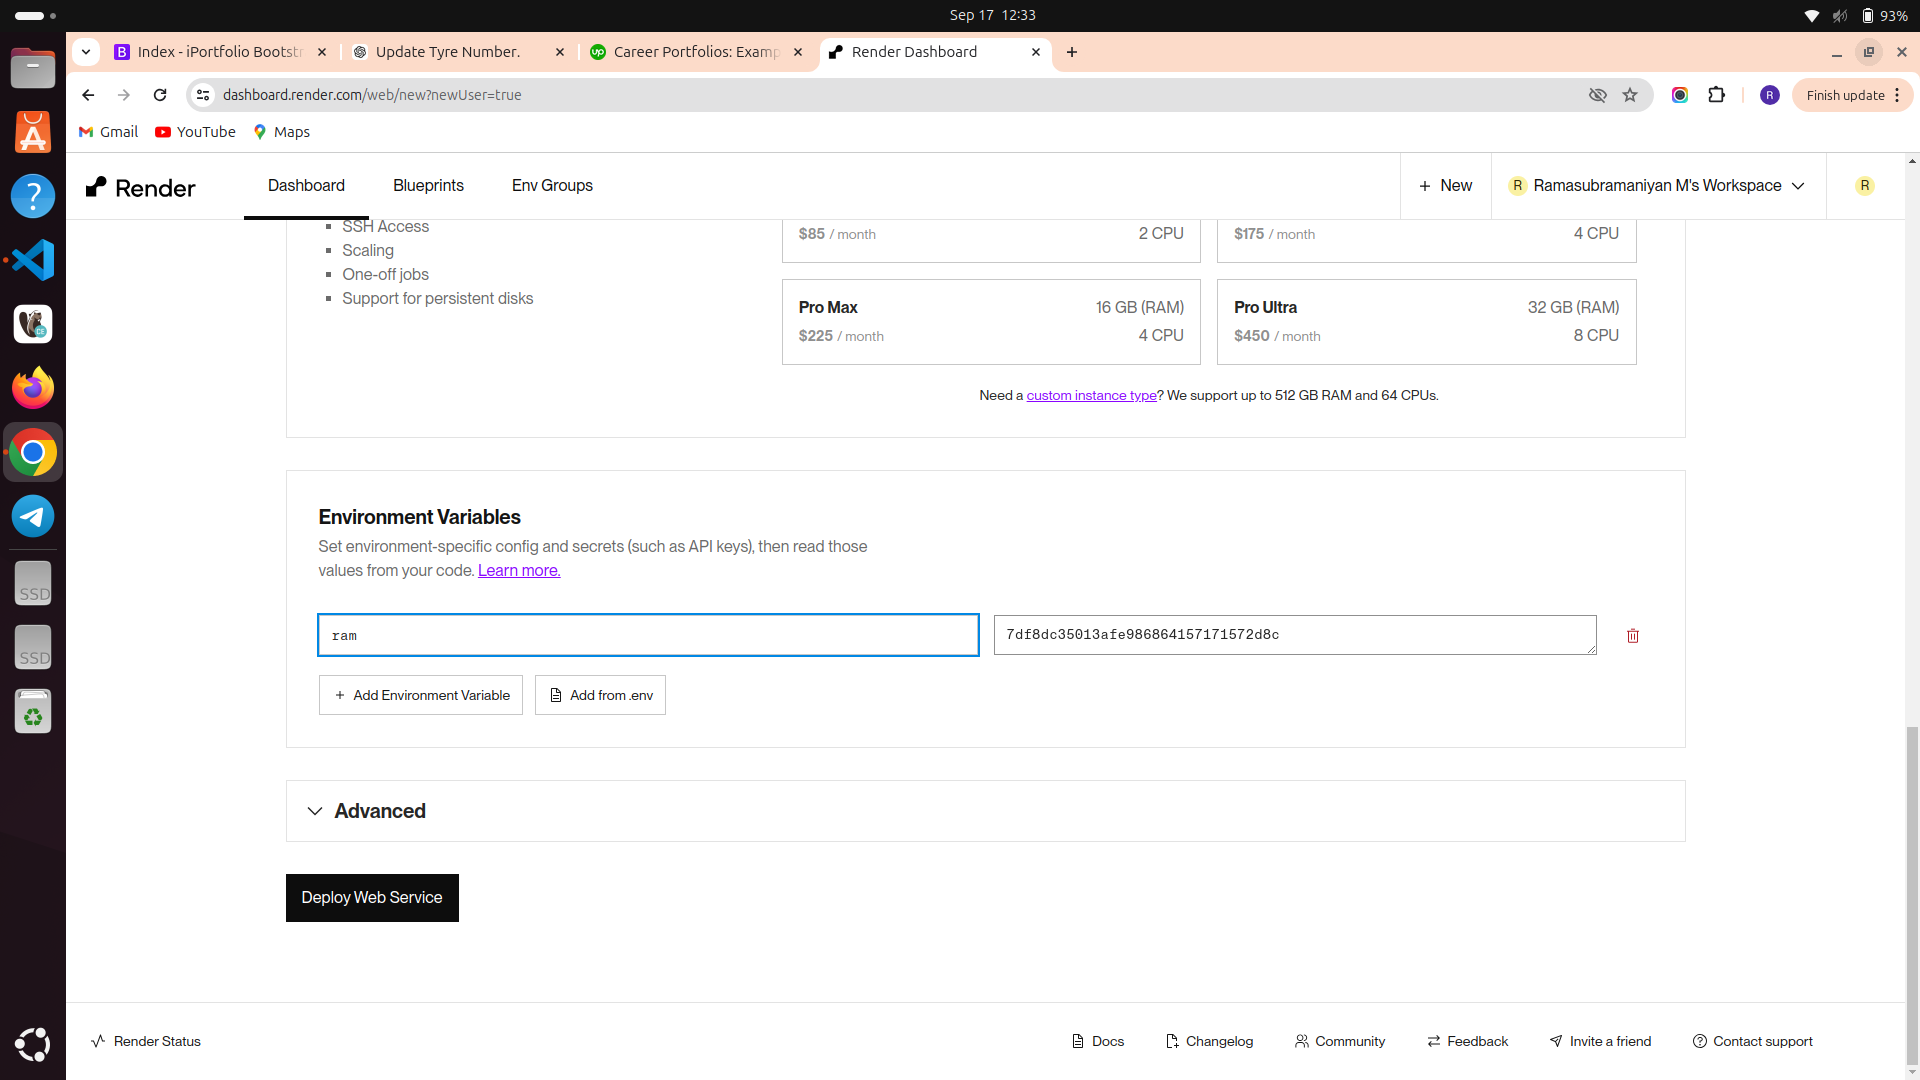 Sep 17 12:33
93%
Index - iPortfolio Bootstr
Update Tyre Number.
Career Portfolios: Examp
Render Dashboard
dashboard.render.com/web/new?newUser=true
R
Finish update
Gmail
YouTube
Maps
Render
Dashboard
Blueprints
Env Groups
+ New
R
Ramasubramaniyan M's Workspace
R
SSH Access
Scaling
One-off jobs
Support for persistent disks
$85 / month
2 CPU
$175 / month
4 CPU
Pro Max
16 GB (RAM)
$225 / month
4 CPU
Pro Ultra
32 GB (RAM)
$450 / month
8 CPU
Need a custom instance type? We support up to 512 GB RAM and 64 CPUs.
Environment Variables
Set environment-specific config and secrets (such as API keys), then read those
values from your code. Learn more.
ram
7df8dc35013afe986864157171572d8c
+ Add Environment Variable
Add from .env
Advanced
Deploy Web Service
SSD
SSD
Render Status
Docs
Changelog
Community
Feedback
Invite a friend
Contact support